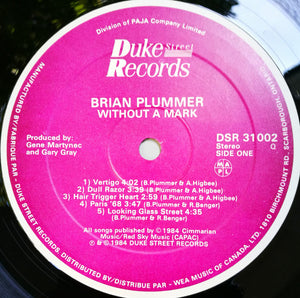 Division of PAJA Company Limited
Duke Street
Records
BRIAN PLUMMER
WITHOUT A MARK
Produced by:
Gene Martynec
and Gary Gray
DSR 31002
Stereo
SIDE ONE
M A
P L
1) Vertigo 4:02 (B.Plummer & A.Higbee)
2) Dull Razor 3:39 (B.Plummer & A.Higbee)
3) Hair Trigger Heart 2:59 (B.Plummer & A.Higbee)
4) Paris '68 3:47 (B.Plummer & R.Benger)
5) Looking Glass Street 4:35
(B.Plummer & R.Benger)
All songs published by © 1984 Cimmarian
Music/Red Sky Music (CAPAC)
℗ & © 1984 DUKE STREET RECORDS
MANUFACTURED BY/FABRIQUE PAR - DUKE STREET RECORDS, DISTRIBUTED BY/DISTRIBUE PAR - WEA MUSIC OF CANADA, LTD. 1810 BIRCHMOUNT RD. SCARBOROUGH,